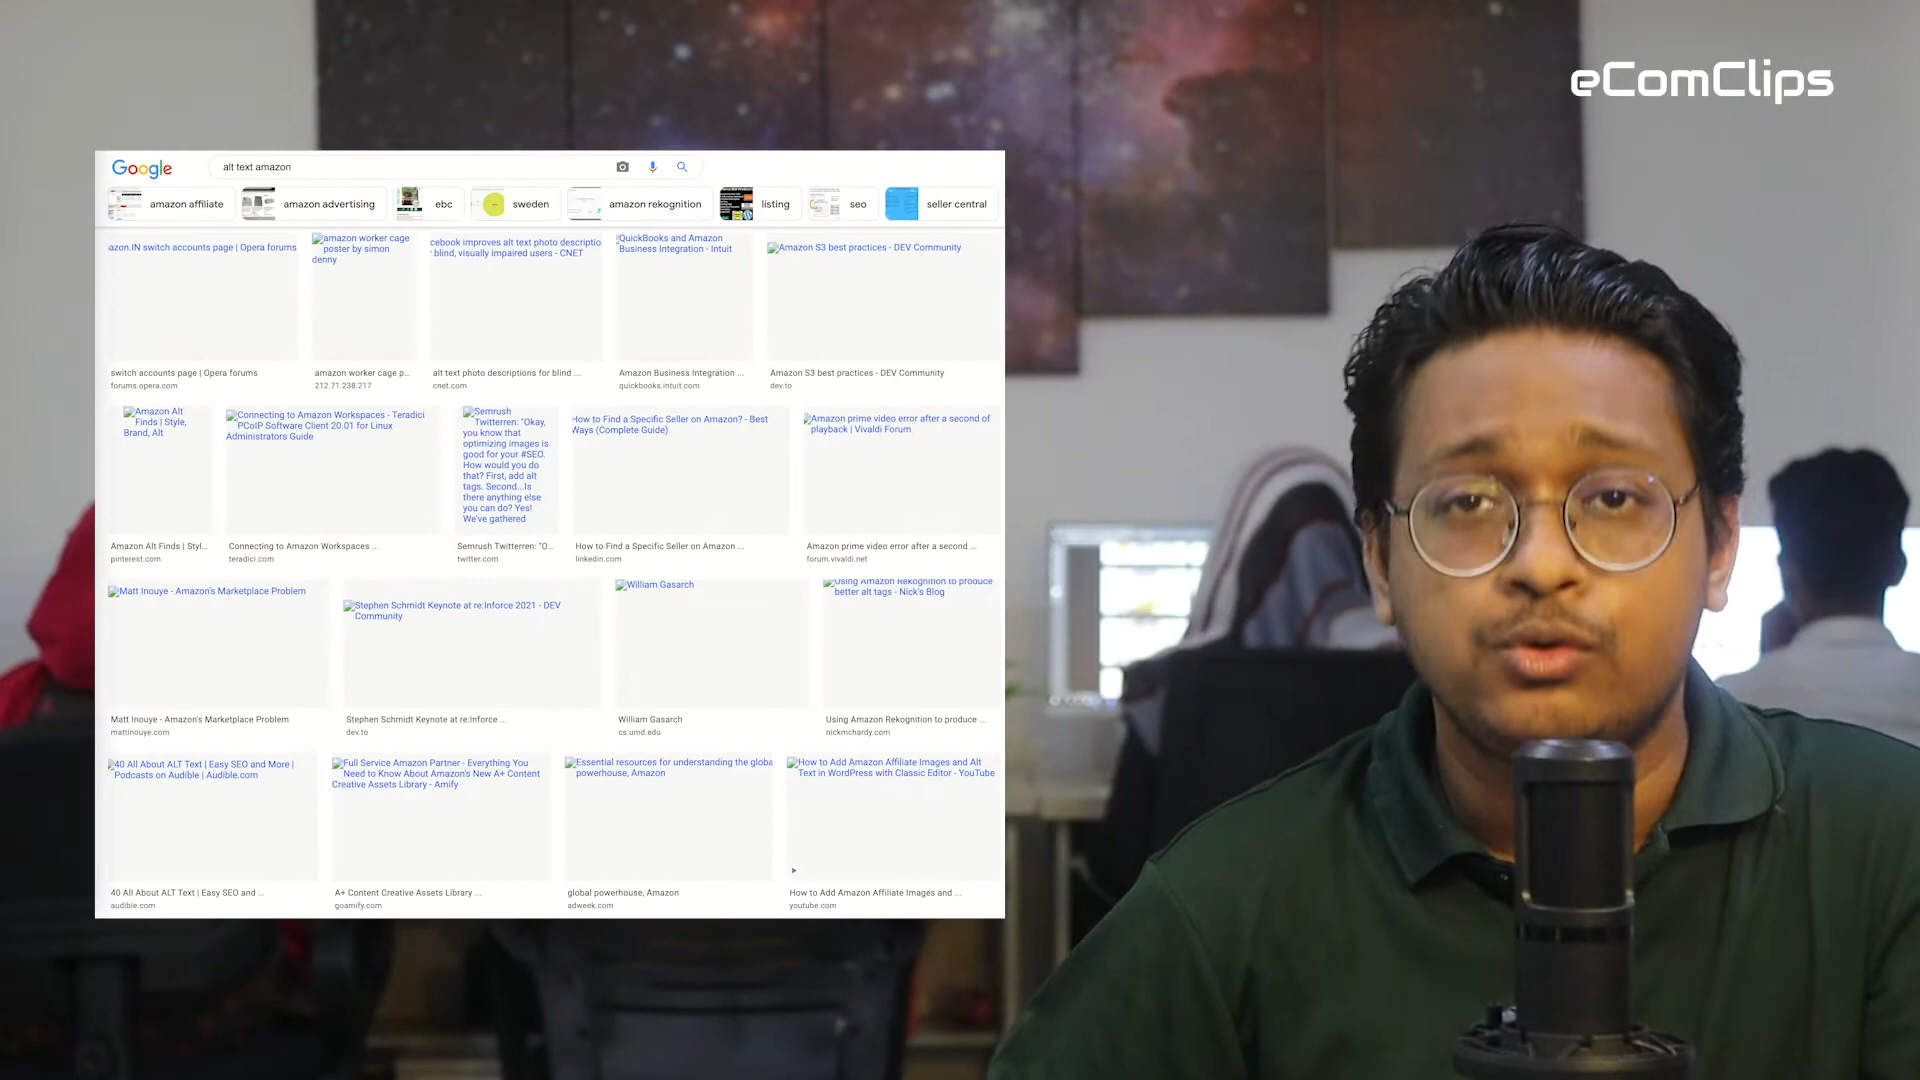 eComClips
Google
alt text amazon
amazon affiliate
amazon advertising
ebc
sweden
amazon rekognition
listing
seo
seller central
azon.IN switch accounts page | Opera forums
amazon worker cage
poster by simon
denny
cebook improves alt text photo descriptio
blind, visually impaired users - CNET
QuickBooks and Amazon
Business Integration - Intuit
Amazon S3 best practices - DEV Community
switch accounts page | Opera forums
forums.opera.com
amazon worker cage p...
212.71.238.217
alt text photo descriptions for blind ...
cnet.com
Amazon Business Integration ...
quickbooks.intuit.com
Amazon S3 best practices - DEV Community
dev.to
Amazon Alt
Finds | Style,
Brand, Alt
Connecting to Amazon Workspaces - Teradici
PCoIP Software Client 20.01 for Linux
Administrators Guide
Semrush
Twitterren: "Okay,
you know that
optimizing images is
good for your #SEO.
How would you do
that? First, add alt
tags. Second...Is
there anything else
you can do? Yes!
We've gathered
How to Find a Specific Seller on Amazon? - Best
Ways (Complete Guide)
Amazon prime video error after a second of
playback | Vivaldi Forum
Amazon Alt Finds | Styl...
pinterest.com
Connecting to Amazon Workspaces ...
teradici.com
Semrush Twitterren: "O...
twitter.com
How to Find a Specific Seller on Amazon ...
linkedin.com
Amazon prime video error after a second ...
forum.vivaldi.net
Matt Inouye - Amazon's Marketplace Problem
Stephen Schmidt Keynote at re:Inforce 2021 - DEV
Community
William Gasarch
Using Amazon Rekognition to produce
better alt tags - Nick's Blog
Matt Inouye - Amazon's Marketplace Problem
mattinouye.com
Stephen Schmidt Keynote at re:Inforce ...
dev.to
William Gasarch
cs.umd.edu
Using Amazon Rekognition to produce ...
nickmchardy.com
40 All About ALT Text | Easy SEO and More |
Podcasts on Audible | Audible.com
Full Service Amazon Partner - Everything You
Need to Know About Amazon's New A+ Content
Creative Assets Library - Amify
Essential resources for understanding the globa
powerhouse, Amazon
How to Add Amazon Affiliate Images and Alt
Text in WordPress with Classic Editor - YouTube
40 All About ALT Text | Easy SEO and ...
audible.com
A+ Content Creative Assets Library ...
goamify.com
global powerhouse, Amazon
adweek.com
How to Add Amazon Affiliate Images and ...
youtube.com